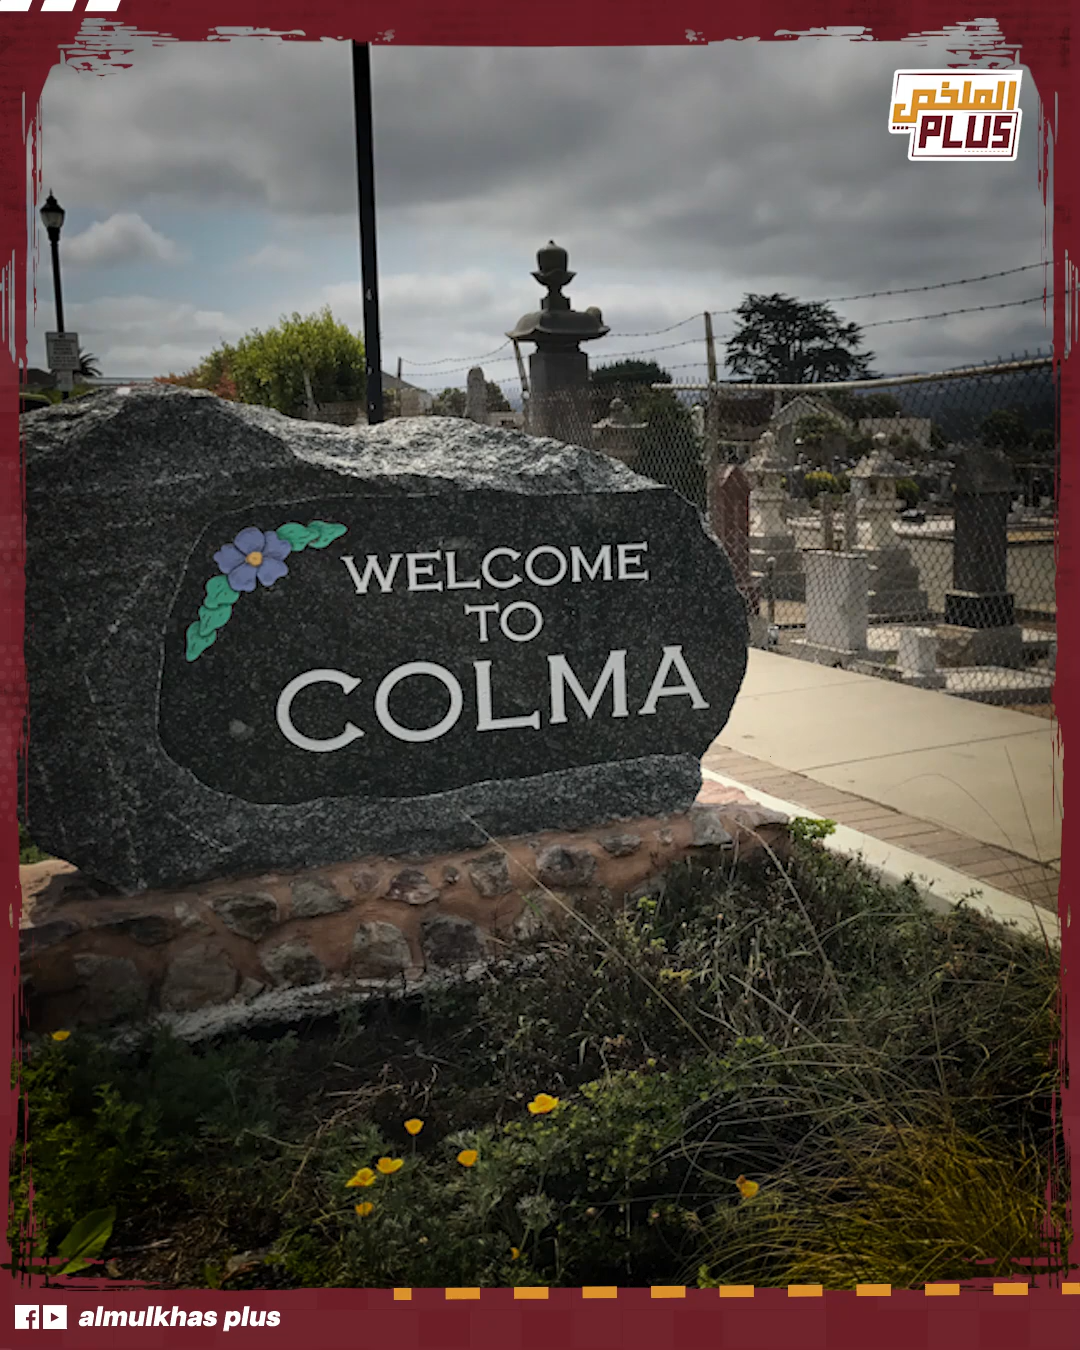 الملخص
PLUS
WELCOME
TO
COLMA
almulkhas plus